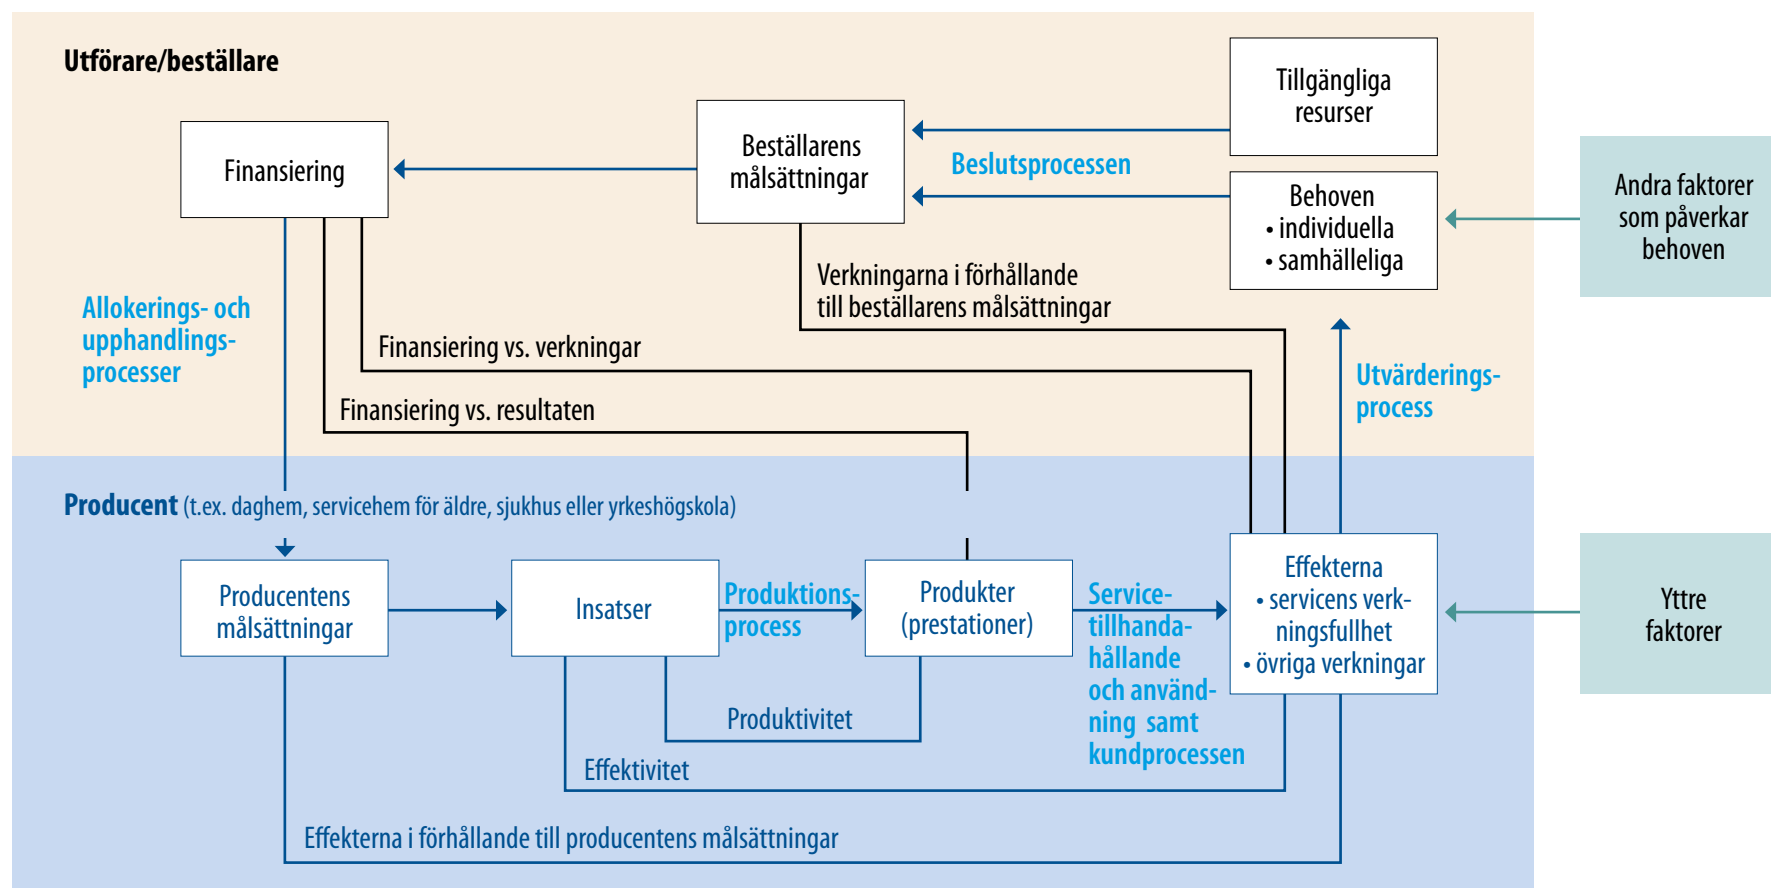 Utförare/beställare
Tillgängliga
resurser
Finansiering
Beställarens
målsättningar
Beslutsprocessen
Behoven
• individuella
• samhälleliga
Andra faktorer
som påverkar
behoven
Verkningarna i förhållande
till beställarens målsättningar
Allokerings- och
upphandlings-
processer
Finansiering vs. verkningar
Finansiering vs. resultaten
Utvärderings-
process
Producent (t.ex. daghem, servicehem för äldre, sjukhus eller yrkeshögskola)
Producentens
målsättningar
Insatser
Produktions-
process
Produkter
(prestationer)
Service-
tillhanda-
hållande
och använd-
ning samt
kundprocessen
Effekterna
• servicens verk-
ningsfullhet
• övriga verkningar
Yttre
faktorer
Produktivitet
Effektivitet
Effekterna i förhållande till producentens målsättningar